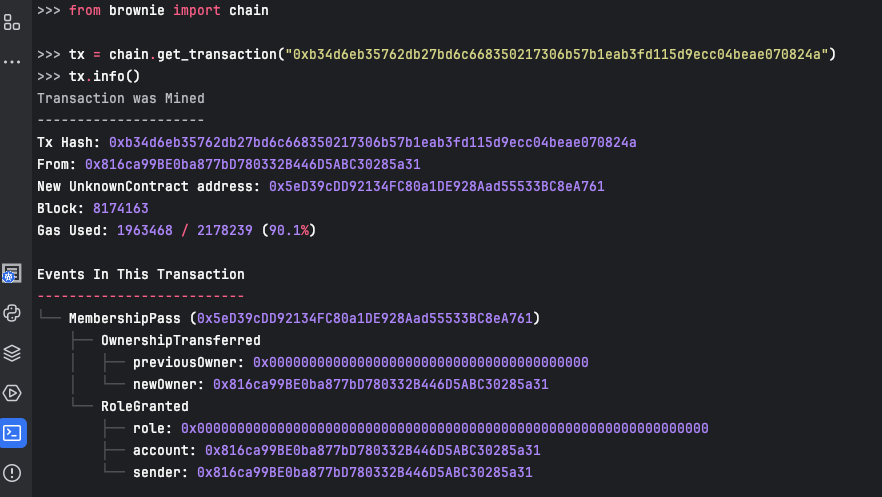 >>> from brownie import chain
>>> tx = chain.get_transaction("0xb34d6eb35762db27bd6c668350217306b57b1eab3fd115d9ecc04beae070824a")
>>> tx.info()
Transaction was Mined
---------------------
Tx Hash: 0xb34d6eb35762db27bd6c668350217306b57b1eab3fd115d9ecc04beae070824a
From: 0x816ca99BE0ba877bD780332B446D5ABC30285a31
New UnknownContract address: 0x5eD39cDD92134FC80a1DE928Aad55533BC8eA761
Block: 8174163
Gas Used: 1963468 / 2178239 (90.1%)
Events In This Transaction
--------------------------
└── MembershipPass (0x5eD39cDD92134FC80a1DE928Aad55533BC8eA761)
    ├── OwnershipTransferred
    │   ├── previousOwner: 0x0000000000000000000000000000000000000000
    │   └── newOwner: 0x816ca99BE0ba877bD780332B446D5ABC30285a31
    └── RoleGranted
        ├── role: 0x0000000000000000000000000000000000000000000000000000000000000000
        ├── account: 0x816ca99BE0ba877bD780332B446D5ABC30285a31
        └── sender: 0x816ca99BE0ba877bD780332B446D5ABC30285a31